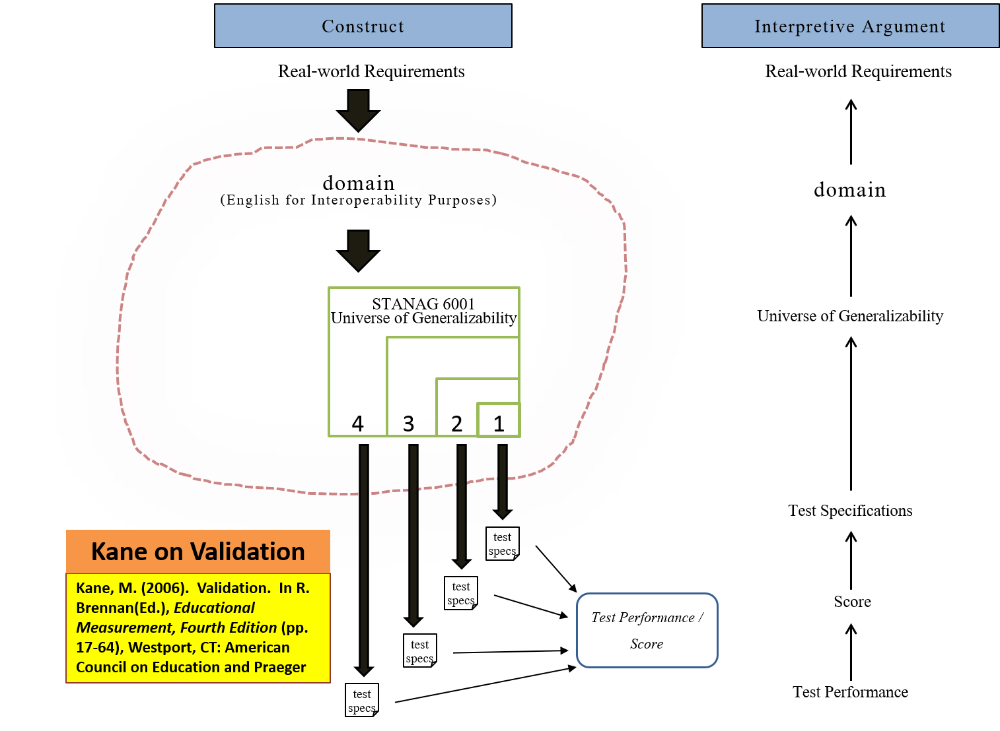 Construct
Interpretive Argument
Real-world Requirements
Real-world Requirements
domain
(English for Interoperability Purposes)
domain
STANAG 6001
Universe of Generalizability
Universe of Generalizability
4 3 2 1
Test Specifications
test
specs
Kane on Validation
Kane, M. (2006).  Validation.  In R.
Brennan(Ed.), Educational
Measurement, Fourth Edition (pp.
17-64), Westport, CT: American
Council on Education and Praeger
test
specs
test
specs
test
specs
Test Performance /
Score
Score
Test Performance